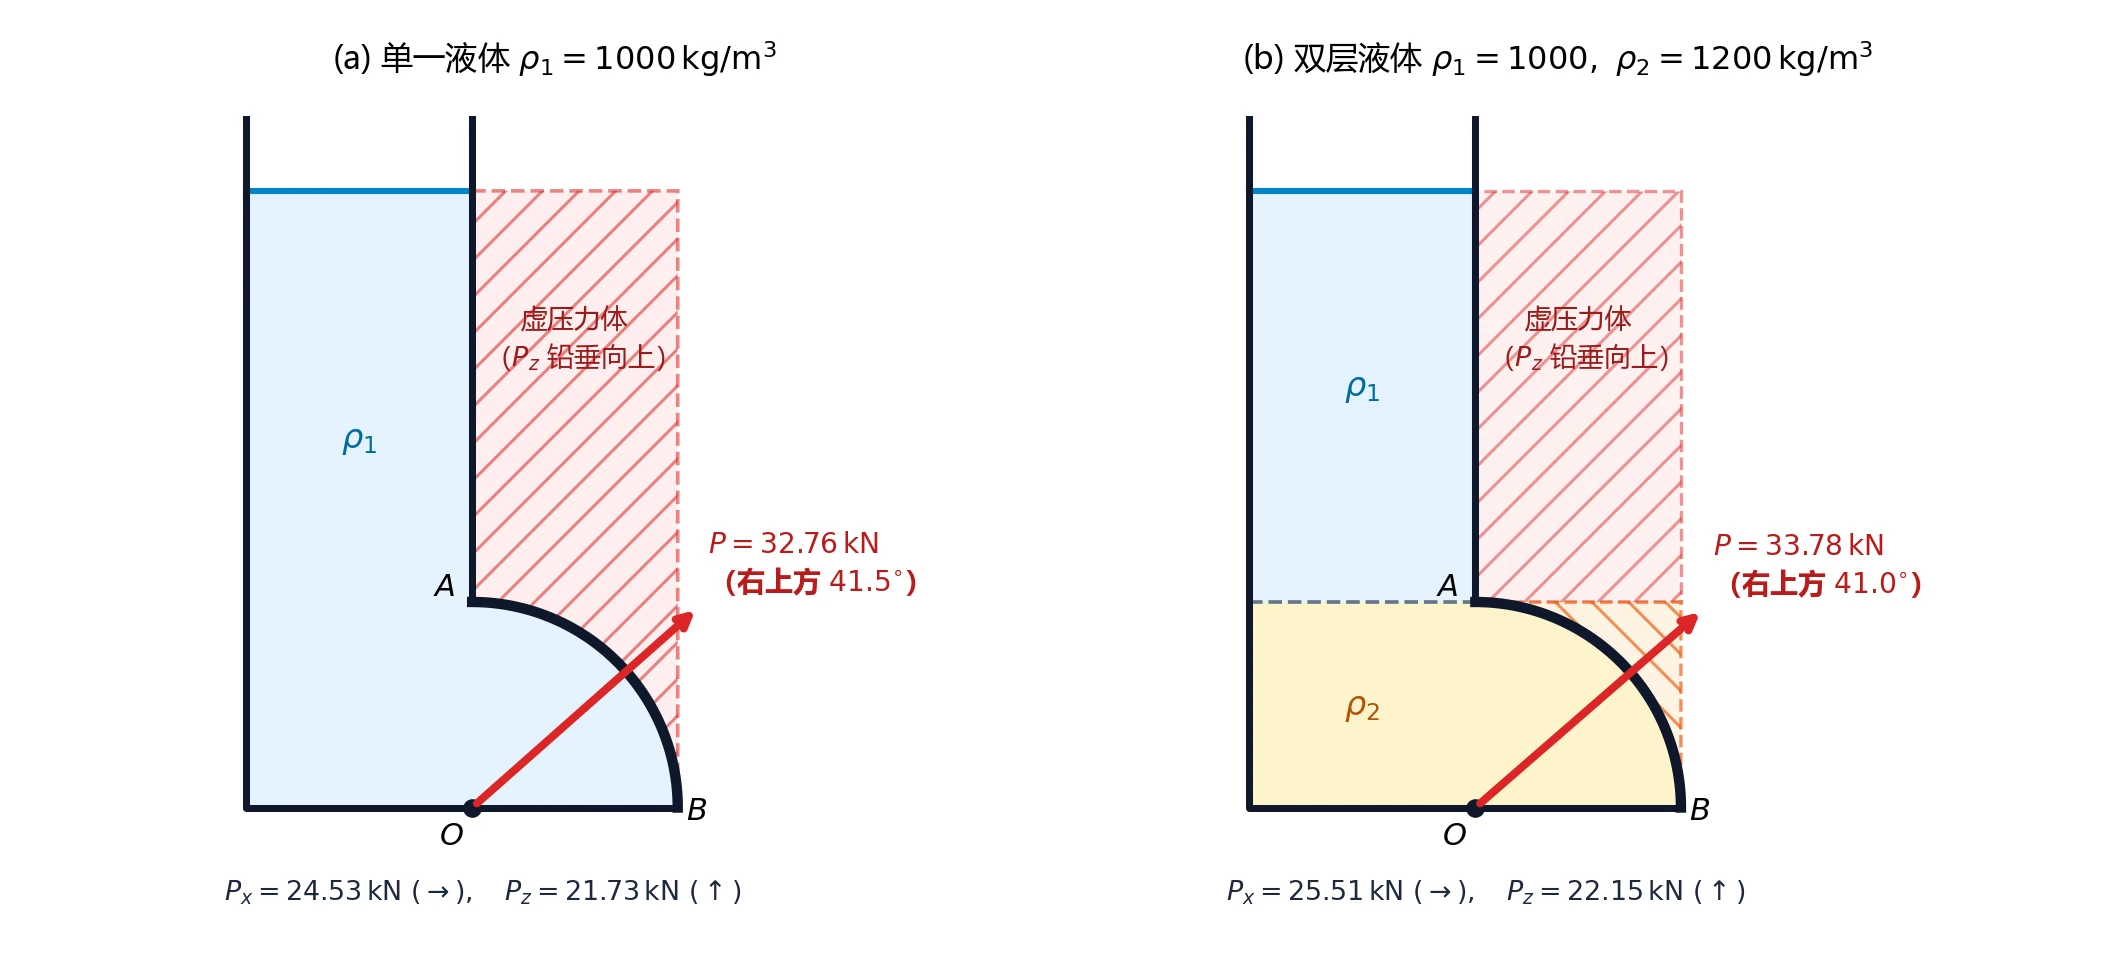 (a) 单一液体 ρ₁ = 1000 kg/m³
虚压力体
(P_z 铅垂向上)
ρ₁
P = 32.76 kN
(右上方 41.5°)
A
B
O
P_x = 24.53 kN (→), P_z = 21.73 kN (↑)
(b) 双层液体 ρ₁ = 1000, ρ₂ = 1200 kg/m³
虚压力体
(P_z 铅垂向上)
ρ₁
P = 33.78 kN
(右上方 41.0°)
A
ρ₂
B
O
P_x = 25.51 kN (→), P_z = 22.15 kN (↑)